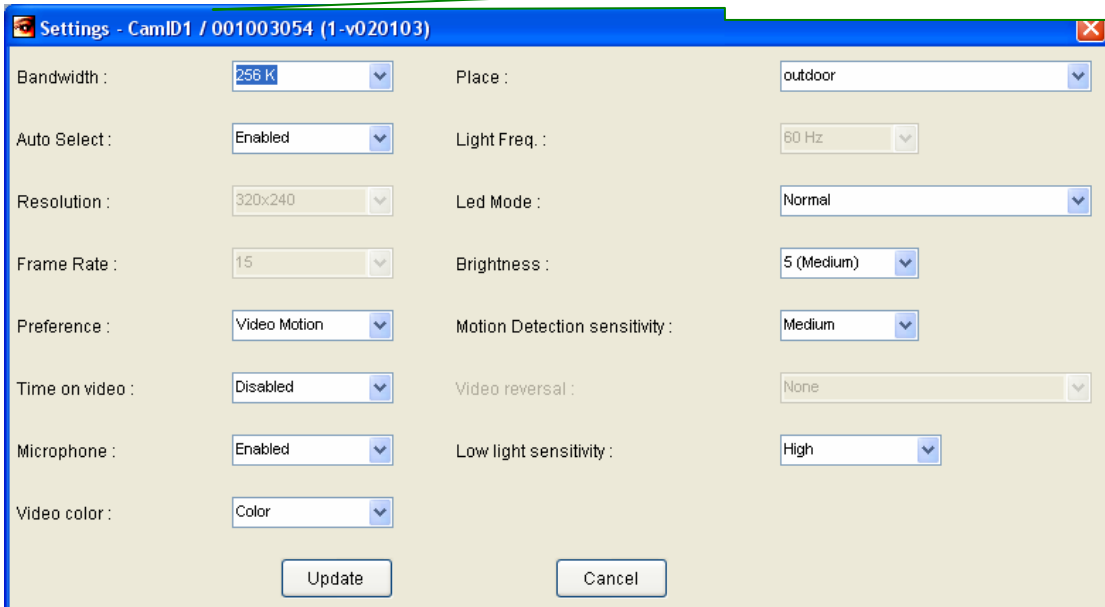 Settings - CamID1 / 001003054 (1-v020103)
Bandwidth : 256 K Place : outdoor
Auto Select : Enabled Light Freq. : 60 Hz
Resolution : 320x240 Led Mode : Normal
Frame Rate : 15 Brightness : 5 (Medium)
Preference : Video Motion Motion Detection sensitivity : Medium
Time on video : Disabled Video reversal : None
Microphone : Enabled Low light sensitivity : High
Video color : Color
Update Cancel